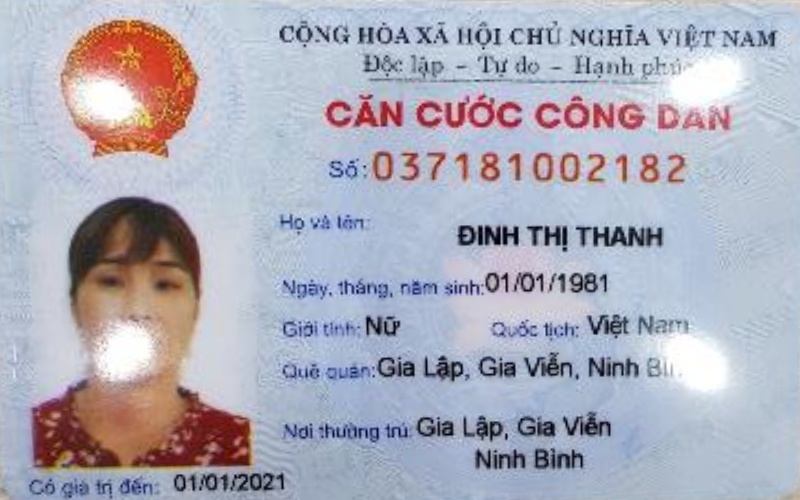 CỘNG HÒA XÃ HỘI CHỦ NGHĨA VIỆT NAM
Độc lập - Tự do - Hạnh phúc
CĂN CƯỚC CÔNG DÂN
Số: 037181002182
Họ và tên: ĐINH THỊ THANH
Ngày, tháng, năm sinh: 01/01/1981
Giới tính: Nữ Quốc tịch: Việt Nam
Quê quán: Gia Lập, Gia Viễn, Ninh
Nơi thường trú: Gia Lập, Gia Viễn
Ninh Bình
Có giá trị đến: 01/01/2021